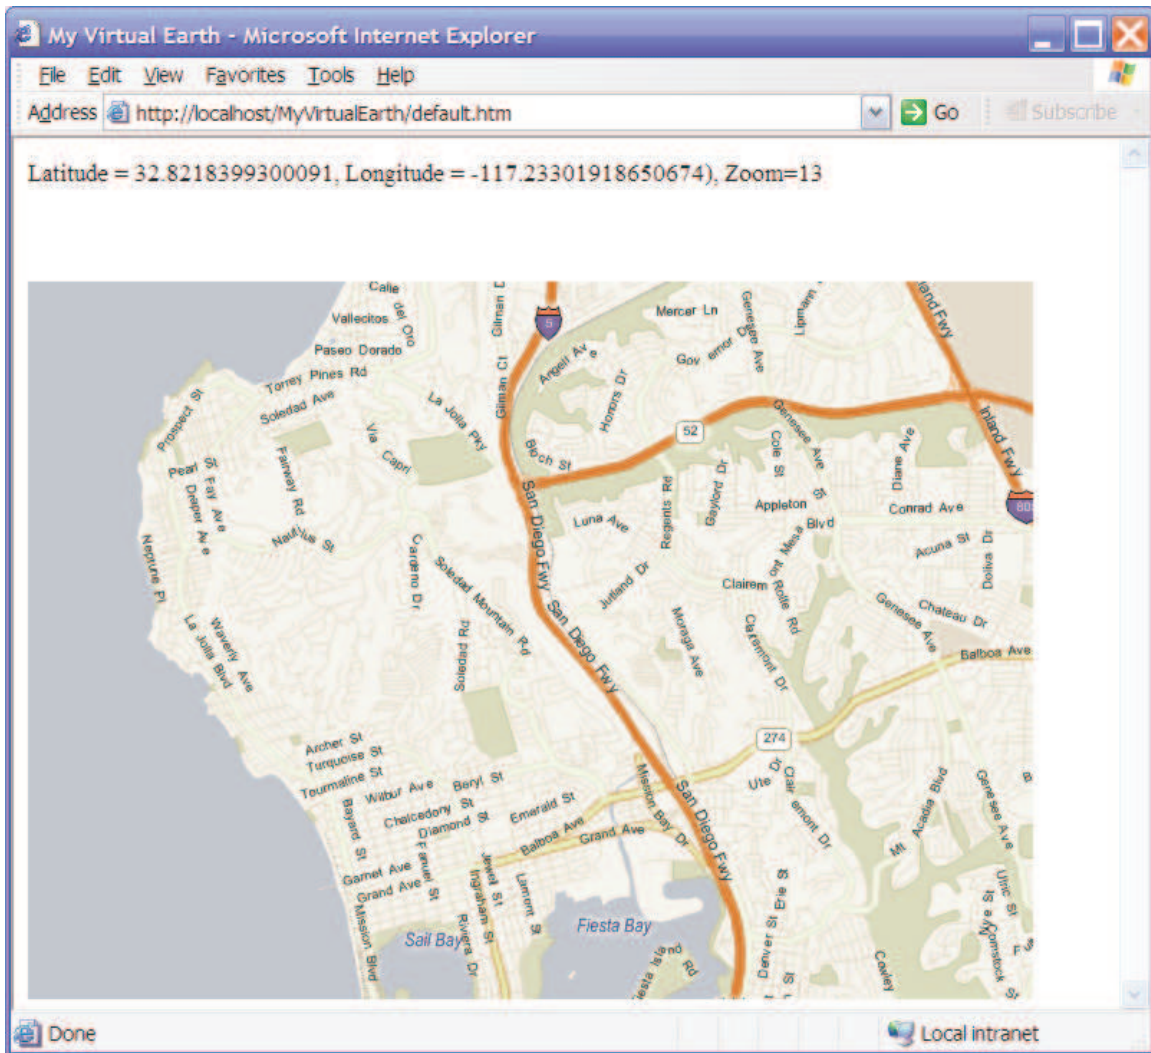 My Virtual Earth - Microsoft Internet Explorer
File Edit View Favorites Tools Help
Address http://localhost/MyVirtualEarth/default.htm Go Subscribe
Latitude = 32.8218399300091, Longitude = -117.23301918650674), Zoom=13
Calle
del Oro
Vallecitos
Paseo Dorado
Torrey Pines Rd
Soledad Ave
Prospect St
Gilman D
Gilman Ct
5
Angell Ave
Mercer Ln
Governor D
Genesee Ave
Lipmann
Inland Fwy
Honors Dr
La Jolla Pky
Via Capri
Fairway Rd
Pearl St
Fay Ave
Draper Ave
Nautilus St
Neptune Pl
52
Genesee Ave
Cole St
Diane Ave
Inland Fwy
805
San Diego Fwy
Luna Ave
Regents Rd
Gaylord Dr
Appleton St
Conrad Ave
Clairemont Mesa Blvd
Acuna St
Doliva Dr
Cardeno Dr
Soledad Mountain Rd
Soledad Rd
Jutland Dr
San Diego Fwy
Moraga Ave
Rolfe Rd
Clairemont Dr
Genesee Ave
Chateau Dr
Balboa Ave
Waverly Ave
La Jolla Blvd
274
Archer St
Turquoise St
Tourmaline St
Wilbur Ave
Beryl St
Chalcedony St
Diamond St
Emerald St
Bayard St
Balboa Ave
Grand Ave
Mission Bay Dr
San Diego Fwy
Ute Dr
Clairemont Dr
Mt Acadia Blvd
Genesee Ave
Garnet Ave
Grand Ave
Fanuel St
Jewell St
Ingraham St
Lamont St
Mission Blvd
Riviera Dr
Sail Bay
Fiesta Bay
Fiesta Island Rd
Denver St
Erie St
Cowley
Ulric St
Comstock St
Done Local intranet